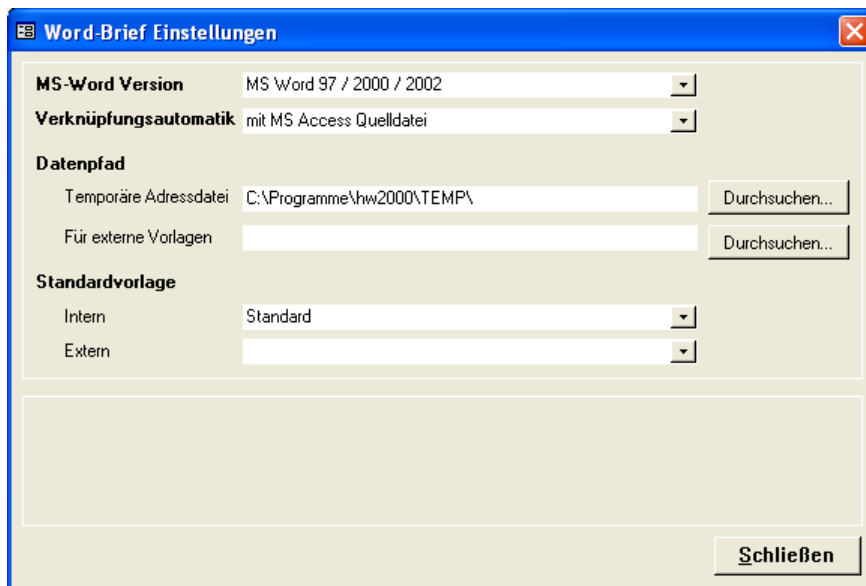 Word-Brief Einstellungen
MS-Word Version MS Word 97 / 2000 / 2002
Verknüpfungsautomatik mit MS Access Quelldatei
Datenpfad
Temporäre Adressdatei C:\Programme\hw2000\TEMP\ Durchsuchen...
Für externe Vorlagen Durchsuchen...
Standardvorlage
Intern Standard
Extern
Schließen